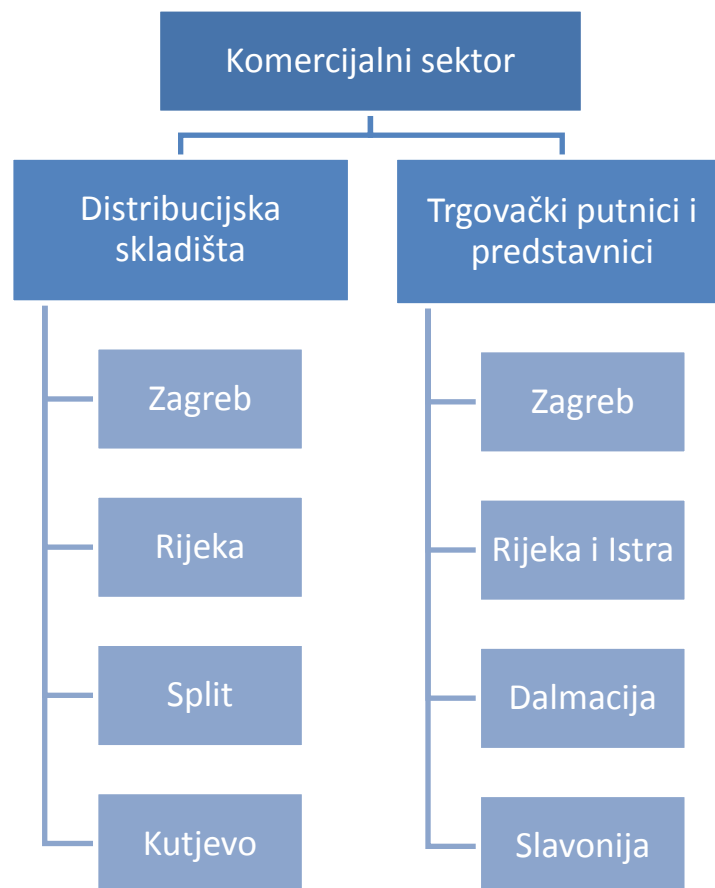 Komercijalni sektor
Distribucijska
skladišta
Zagreb
Rijeka
Split
Kutjevo
Trgovački putnici i
predstavnici
Zagreb
Rijeka i Istra
Dalmacija
Slavonija